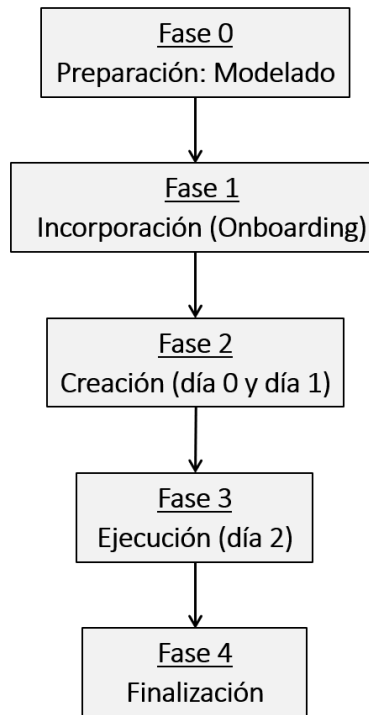 Fase 0
Preparación: Modelado
Fase 1
Incorporación (Onboarding)
Fase 2
Creación (día 0 y día 1)
Fase 3
Ejecución (día 2)
Fase 4
Finalización